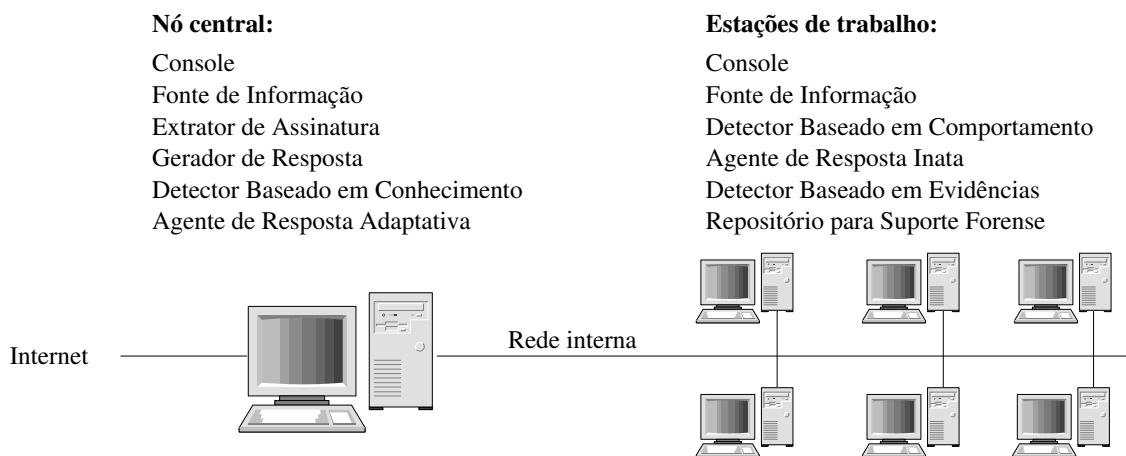 Nó central:
Console
Fonte de Informação
Extrator de Assinatura
Gerador de Resposta
Detector Baseado em Conhecimento
Agente de Resposta Adaptativa
Estações de trabalho:
Console
Fonte de Informação
Detector Baseado em Comportamento
Agente de Resposta Inata
Detector Baseado em Evidências
Repositório para Suporte Forense
Internet
Rede interna